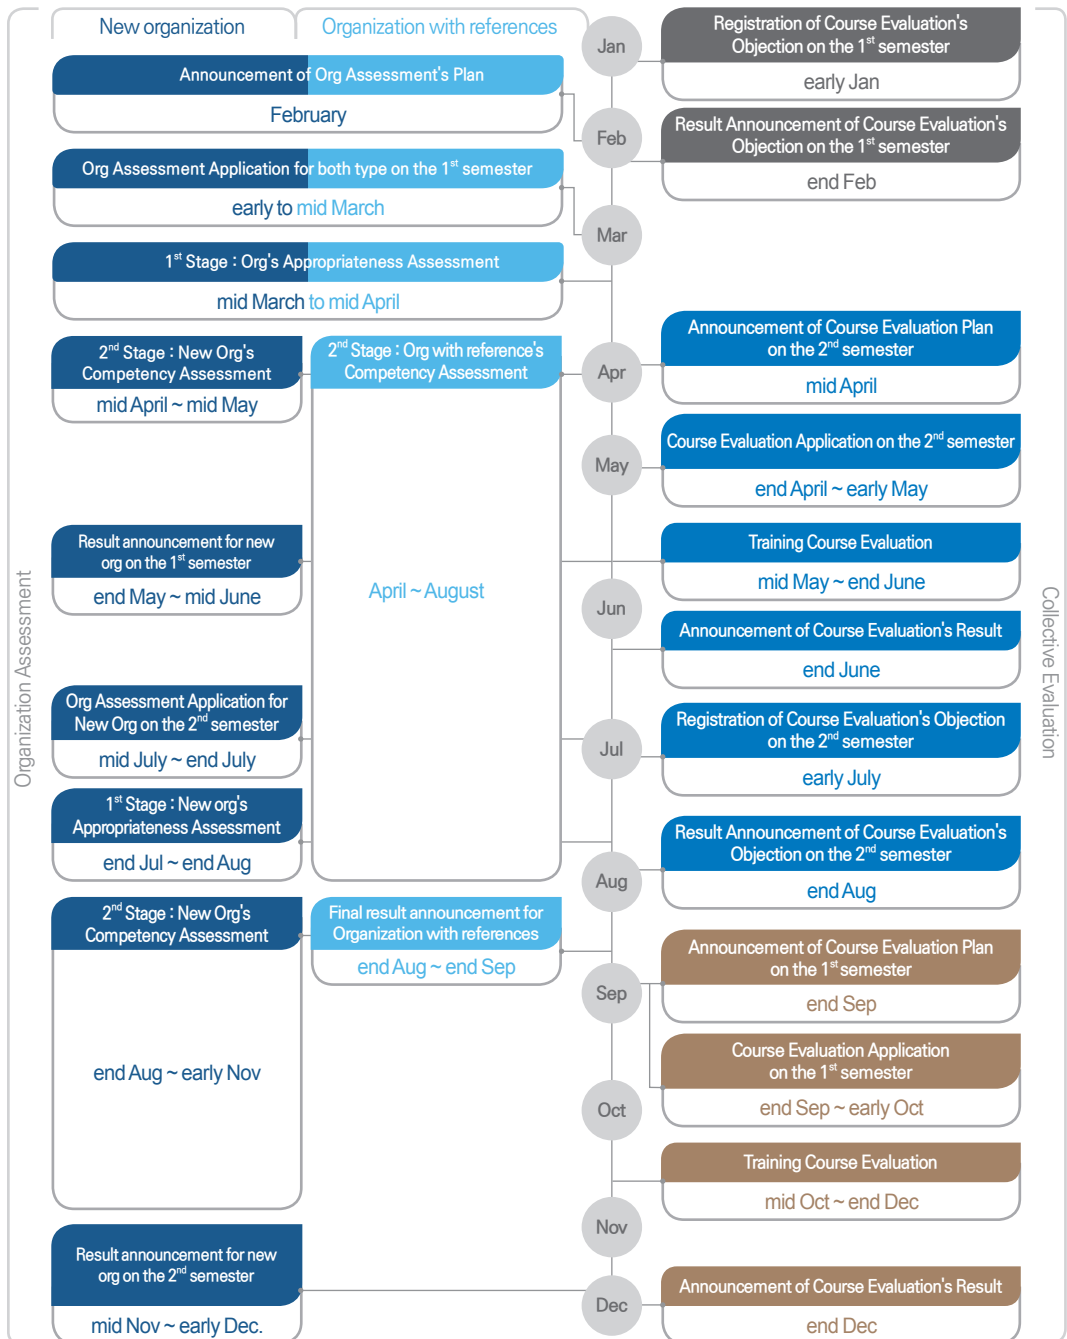 New organization
Organization with references
Announcement of Org Assessment's Plan
February
Org Assessment Application for both type on the 1st semester
early to mid March
1st Stage : Org's Appropriateness Assessment
mid March to mid April
2nd Stage : New Org's
Competency Assessment
mid April ~ mid May
2nd Stage : Org with reference's
Competency Assessment
April ~ August
Result announcement for new
org on the 1st semester
end May ~ mid June
Org Assessment Application for
New Org on the 2nd semester
mid July ~ end July
1st Stage : New org's
Appropriateness Assessment
end Jul ~ end Aug
2nd Stage : New Org's
Competency Assessment
end Aug ~ early Nov
Final result announcement for
Organization with references
end Aug ~ end Sep
Result announcement for new
org on the 2nd semester
mid Nov ~ early Dec.
Organization Assessment
Jan
Feb
Mar
Apr
May
Jun
Jul
Aug
Sep
Oct
Nov
Dec
Registration of Course Evaluation's
Objection on the 1st semester
early Jan
Result Announcement of Course Evaluation's
Objection on the 1st semester
end Feb
Announcement of Course Evaluation Plan
on the 2nd semester
mid April
Course Evaluation Application on the 2nd semester
end April ~ early May
Training Course Evaluation
mid May ~ end June
Announcement of Course Evaluation's Result
end June
Registration of Course Evaluation's Objection
on the 2nd semester
early July
Result Announcement of Course Evaluation's
Objection on the 2nd semester
end Aug
Announcement of Course Evaluation Plan
on the 1st semester
end Sep
Course Evaluation Application
on the 1st semester
end Sep ~ early Oct
Training Course Evaluation
mid Oct ~ end Dec
Announcement of Course Evaluation's Result
end Dec
Collective Evaluation